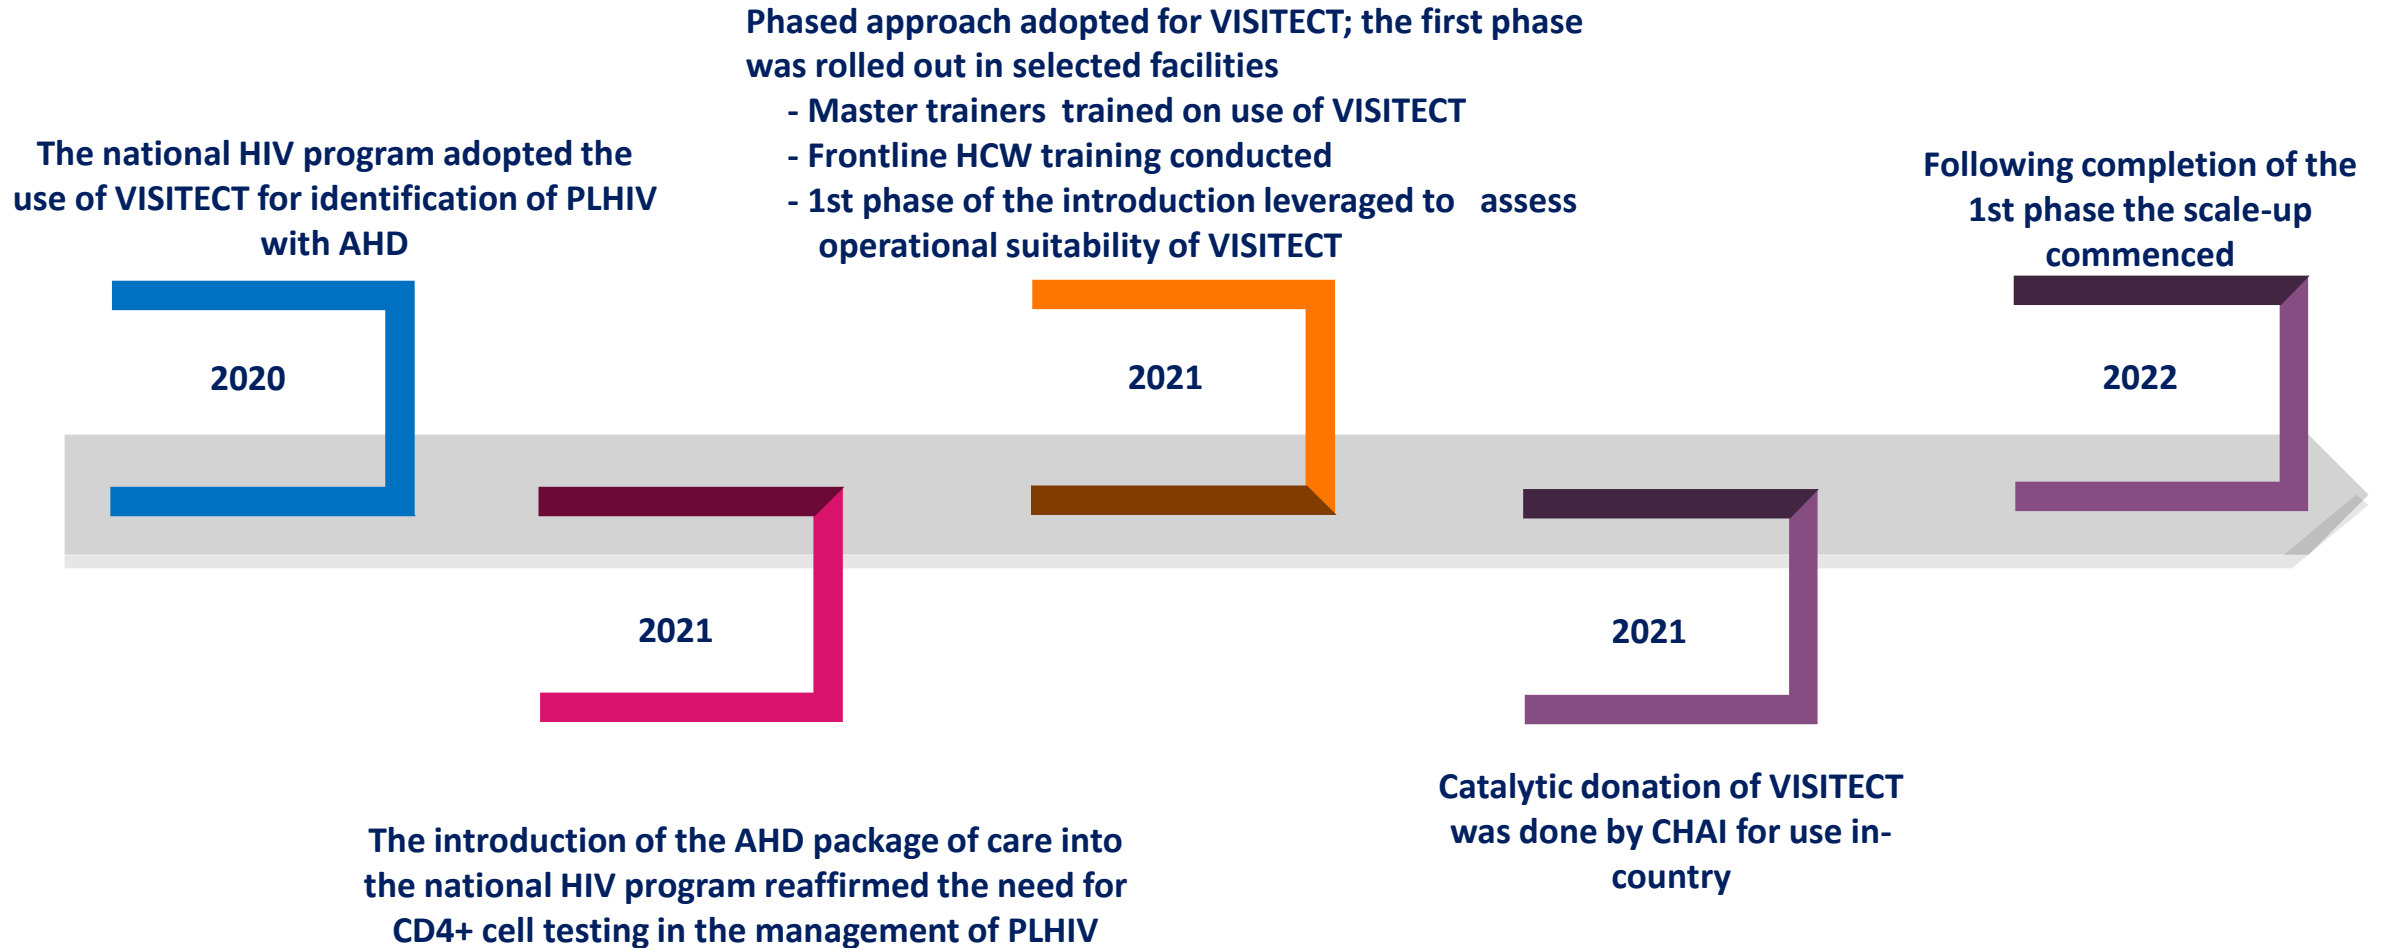 The national HIV program adopted the
use of VISITECT for identification of PLHIV
with AHD
2020
2021
The introduction of the AHD package of care into
the national HIV program reaffirmed the need for
CD4+ cell testing in the management of PLHIV
Phased approach adopted for VISITECT; the first phase
was rolled out in selected facilities
- Master trainers trained on use of VISITECT
- Frontline HCW training conducted
- 1st phase of the introduction leveraged to assess
operational suitability of VISITECT
2021
2021
Catalytic donation of VISITECT
was done by CHAI for use in-
country
Following completion of the
1st phase the scale-up
commenced
2022